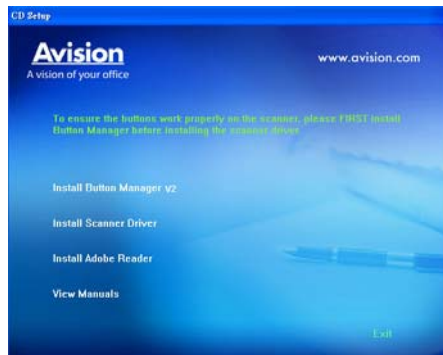 CD Setup
Avision
www.avision.com
A vision of your office
To ensure the buttons work properly on the scanner, please FIRST install
Button Manager before installing the scanner driver.
Install Button Manager V2
Install Scanner Driver
Install Adobe Reader
View Manuals
Exit